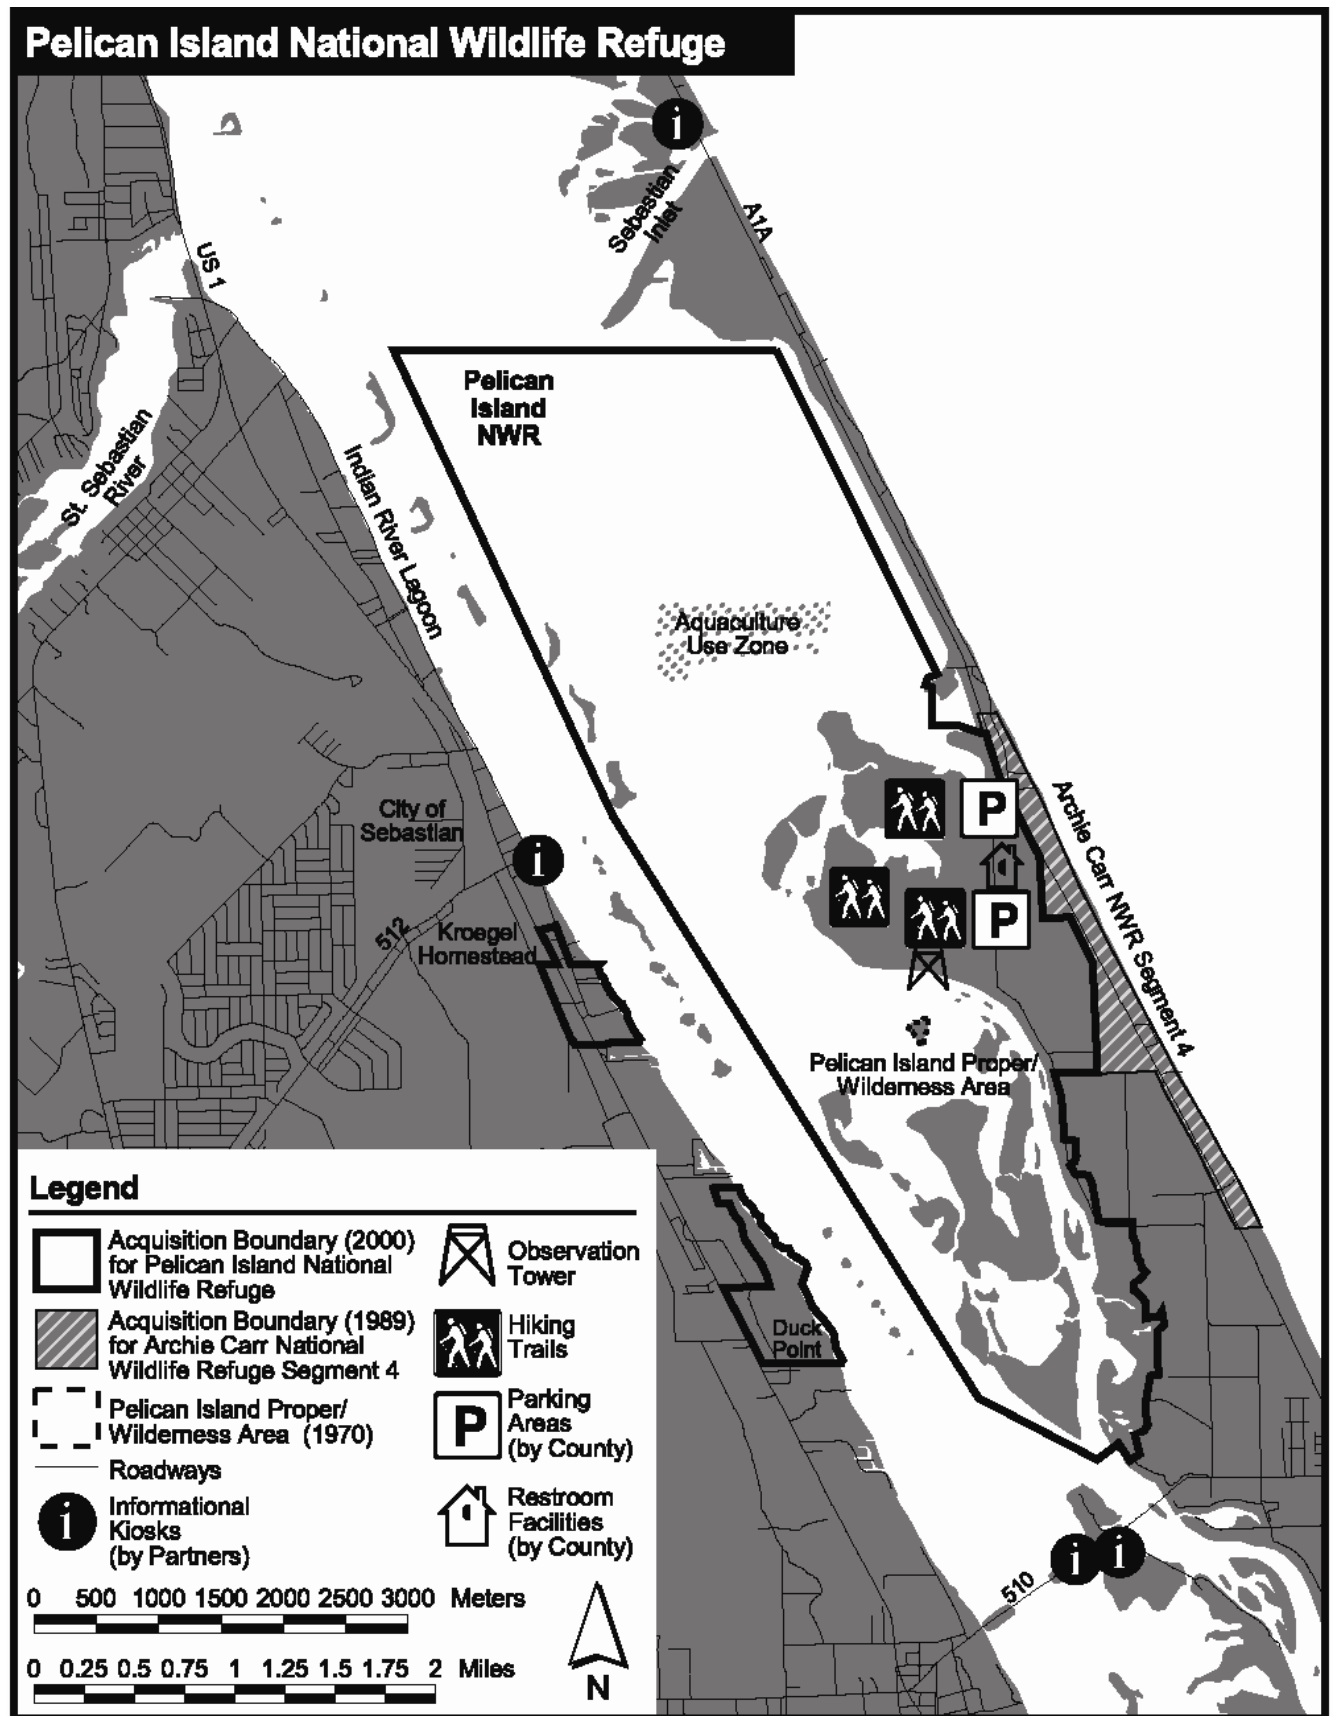 Pelican Island National Wildlife Refuge
i
Sebastian
Inlet
A1A
US 1
Pelican
Island
NWR
St. Sebastian
River
Indian River Lagoon
Aquaculture
Use Zone
City of
Sebastian
i
P
P
Archie Carr NWR Segment 4
512
Kroegel
Homestead
Pelican Island Proper/
Wilderness Area
Duck
Point
510
i
i
Legend
Acquisition Boundary (2000)
for Pelican Island National
Wildlife Refuge
Acquisition Boundary (1989)
for Archie Carr National
Wildlife Refuge Segment 4
Pelican Island Proper/
Wilderness Area (1970)
Roadways
i
Informational
Kiosks
(by Partners)
Observation
Tower
Hiking
Trails
P
Parking
Areas
(by County)
Restroom
Facilities
(by County)
0 500 1000 1500 2000 2500 3000 Meters
0 0.25 0.5 0.75 1 1.25 1.5 1.75 2 Miles
N